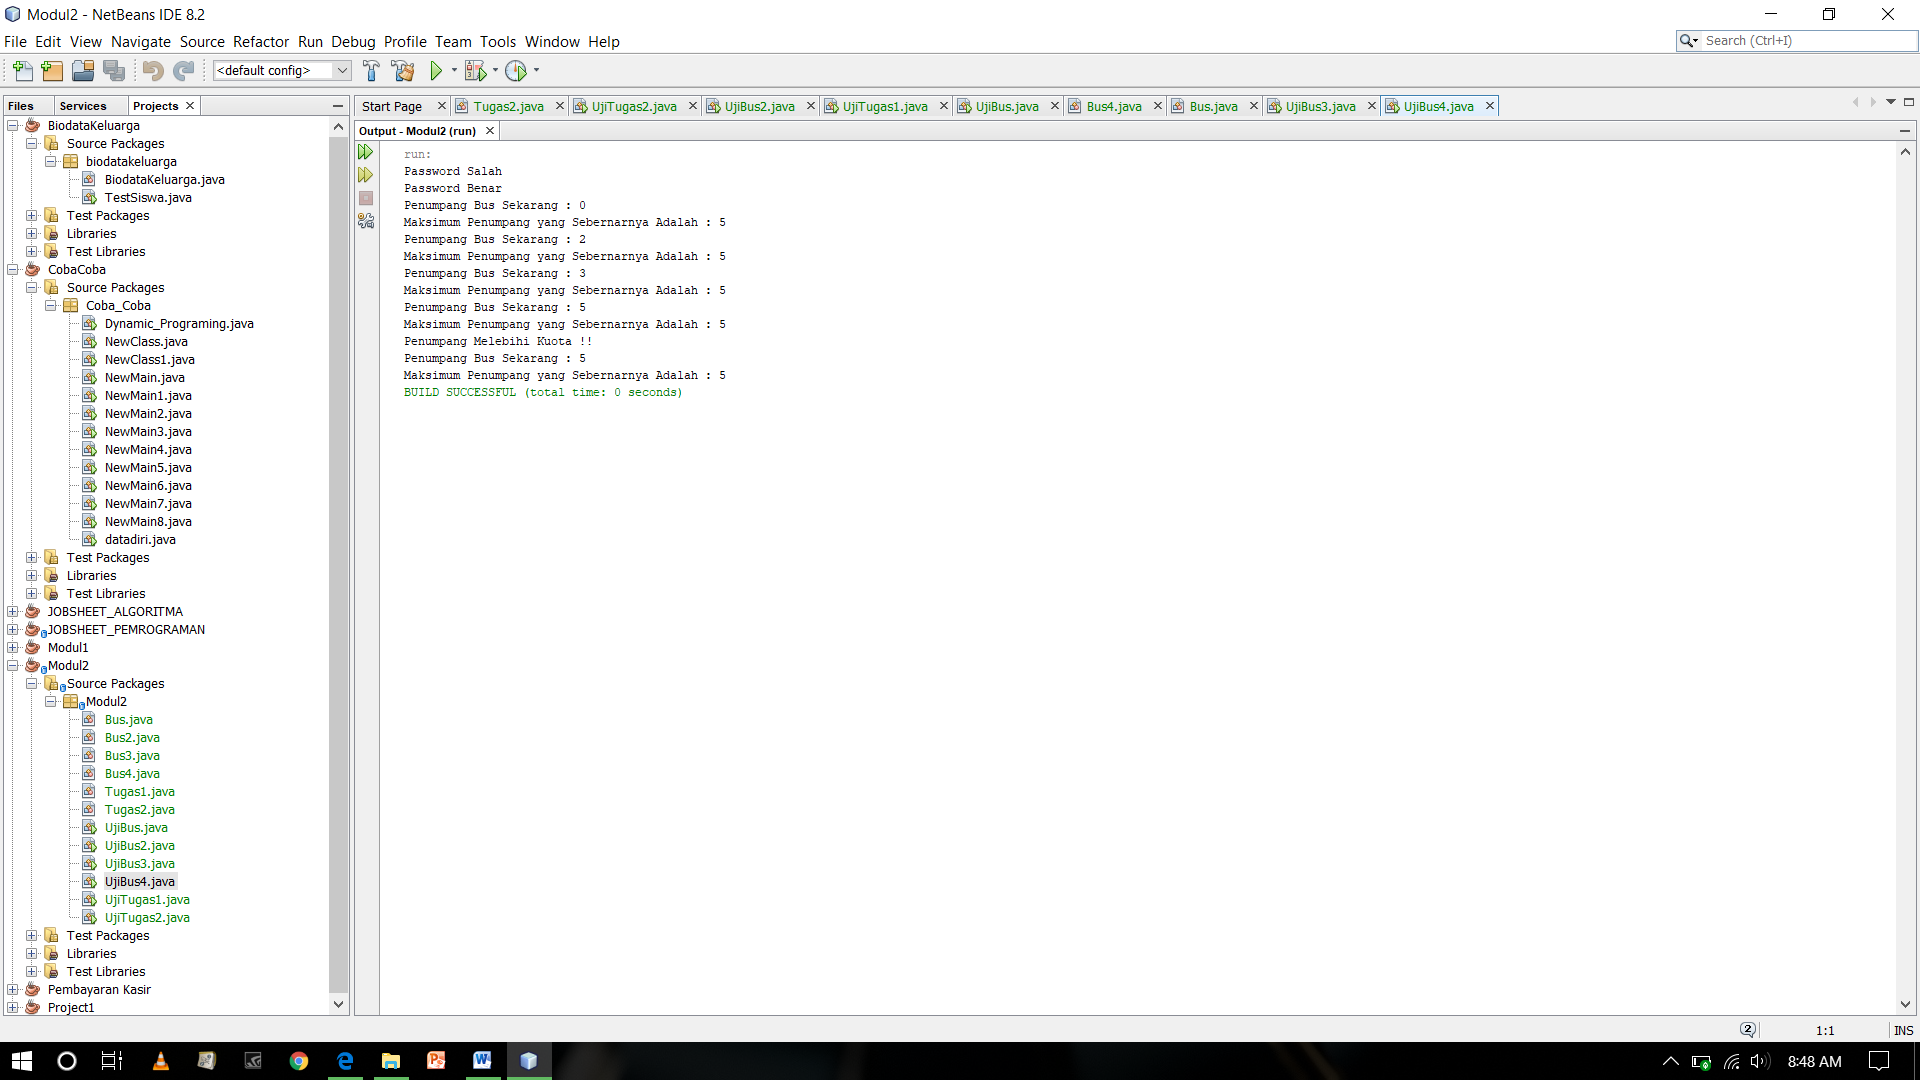 Modul2 - NetBeans IDE 8.2
File Edit View Navigate Source Refactor Run Debug Profile Team Tools Window Help
Search (Ctrl+I)
<default config>
Files Services Projects
Start Page Tugas2.java UjiTugas2.java UjiBus2.java UjiTugas1.java UjiBus.java Bus4.java Bus.java UjiBus3.java UjiBus4.java
BiodataKeluarga
Source Packages
biodatakeluarga
BiodataKeluarga.java
TestSiswa.java
Test Packages
Libraries
Test Libraries
CobaCoba
Source Packages
Coba_Coba
Dynamic_Programing.java
NewClass.java
NewClass1.java
NewMain.java
NewMain1.java
NewMain2.java
NewMain3.java
NewMain4.java
NewMain5.java
NewMain6.java
NewMain7.java
NewMain8.java
datadiri.java
Test Packages
Libraries
Test Libraries
JOBSHEET_ALGORITMA
JOBSHEET_PEMROGRAMAN
Modul1
Modul2
Source Packages
Modul2
Bus.java
Bus2.java
Bus3.java
Bus4.java
Tugas1.java
Tugas2.java
UjiBus.java
UjiBus2.java
UjiBus3.java
UjiBus4.java
UjiTugas1.java
UjiTugas2.java
Test Packages
Libraries
Test Libraries
Pembayaran Kasir
Project1
Output - Modul2 (run)
run:
Password Salah
Password Benar
Penumpang Bus Sekarang : 0
Maksimum Penumpang yang Sebernarnya Adalah : 5
Penumpang Bus Sekarang : 2
Maksimum Penumpang yang Sebernarnya Adalah : 5
Penumpang Bus Sekarang : 3
Maksimum Penumpang yang Sebernarnya Adalah : 5
Penumpang Bus Sekarang : 5
Maksimum Penumpang yang Sebernarnya Adalah : 5
Penumpang Melebihi Kuota !!
Penumpang Bus Sekarang : 5
Maksimum Penumpang yang Sebernarnya Adalah : 5
BUILD SUCCESSFUL (total time: 0 seconds)
2 1:1 INS
8:48 AM